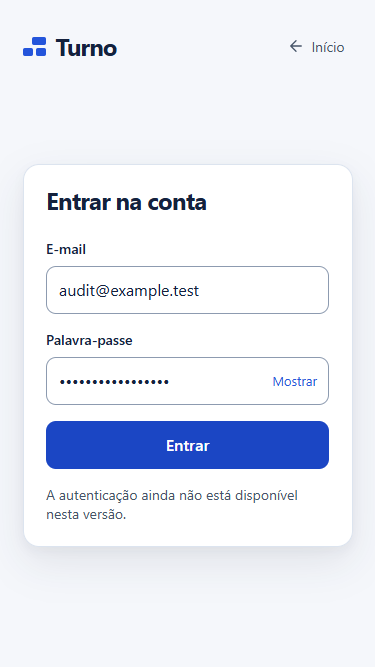 Turno
Início
Entrar na conta
E-mail
audit@example.test
Palavra-passe
•••••••••••••••••
Mostrar
Entrar
A autenticação ainda não está disponível
nesta versão.